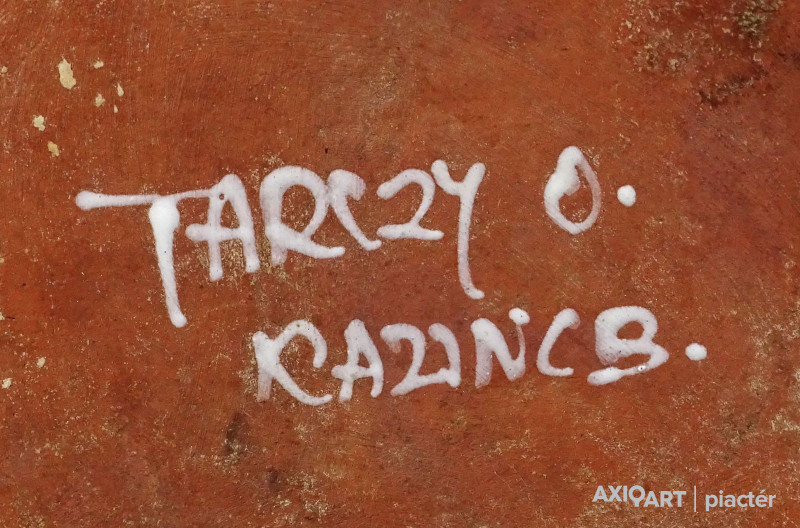 TARCZY O.
KAZINCB.
AXIOART | piactér